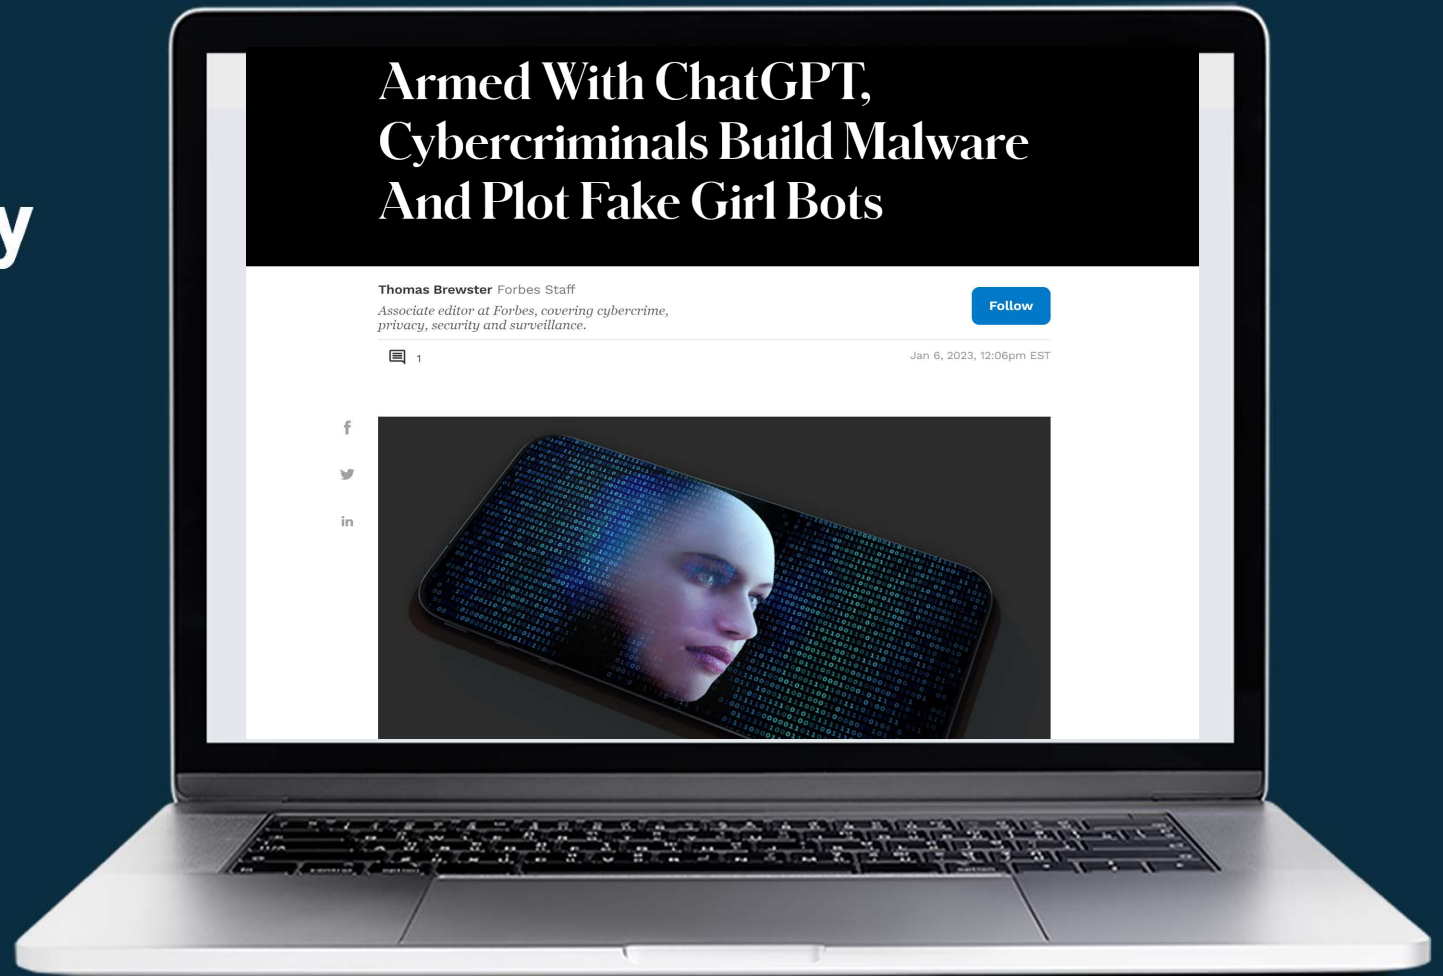 y
Armed With ChatGPT,
Cybercriminals Build Malware
And Plot Fake Girl Bots
Thomas Brewster Forbes Staff
Associate editor at Forbes, covering cybercrime,
privacy, security and surveillance.
Follow
1
Jan 6, 2023, 12:06pm EST
f
in